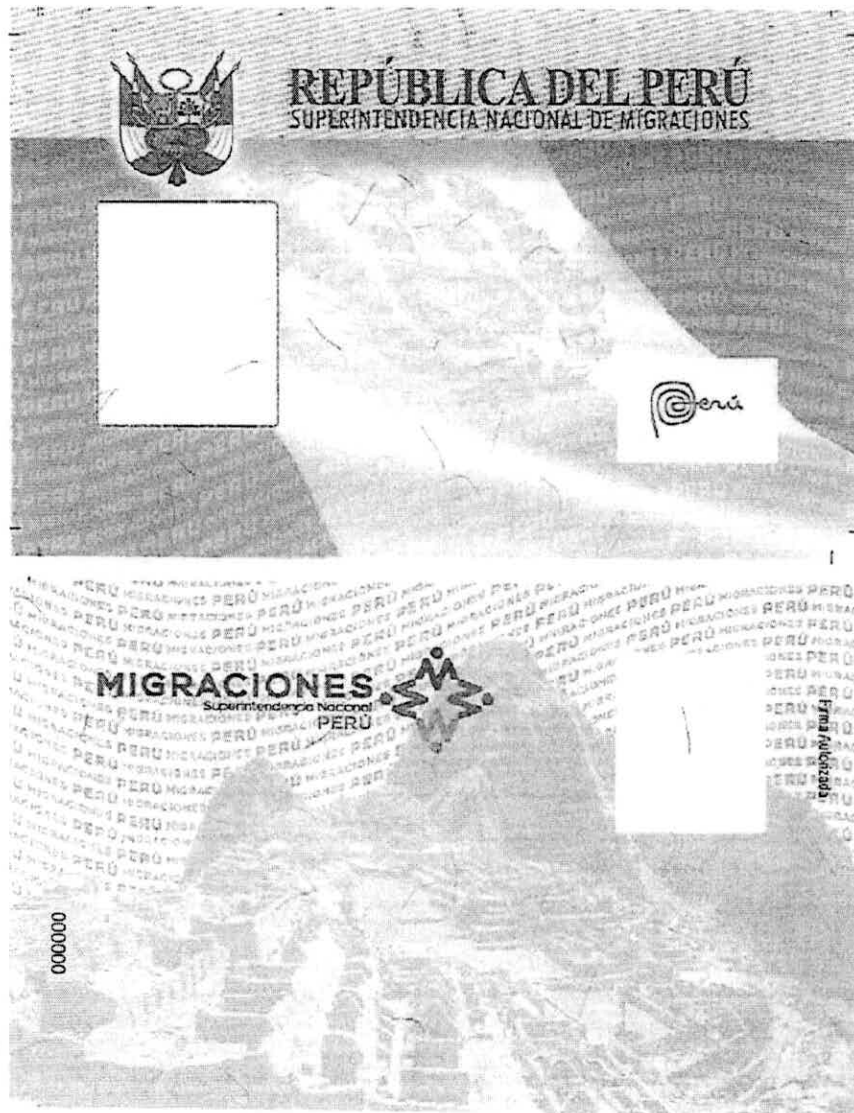 REPÚBLICA DEL PERÚ
SUPERINTENDENCIA NACIONAL DE MIGRACIONES
Perú
MIGRACIONES
Superintendencia Nacional
PERÚ
Firma Autorizada
000000